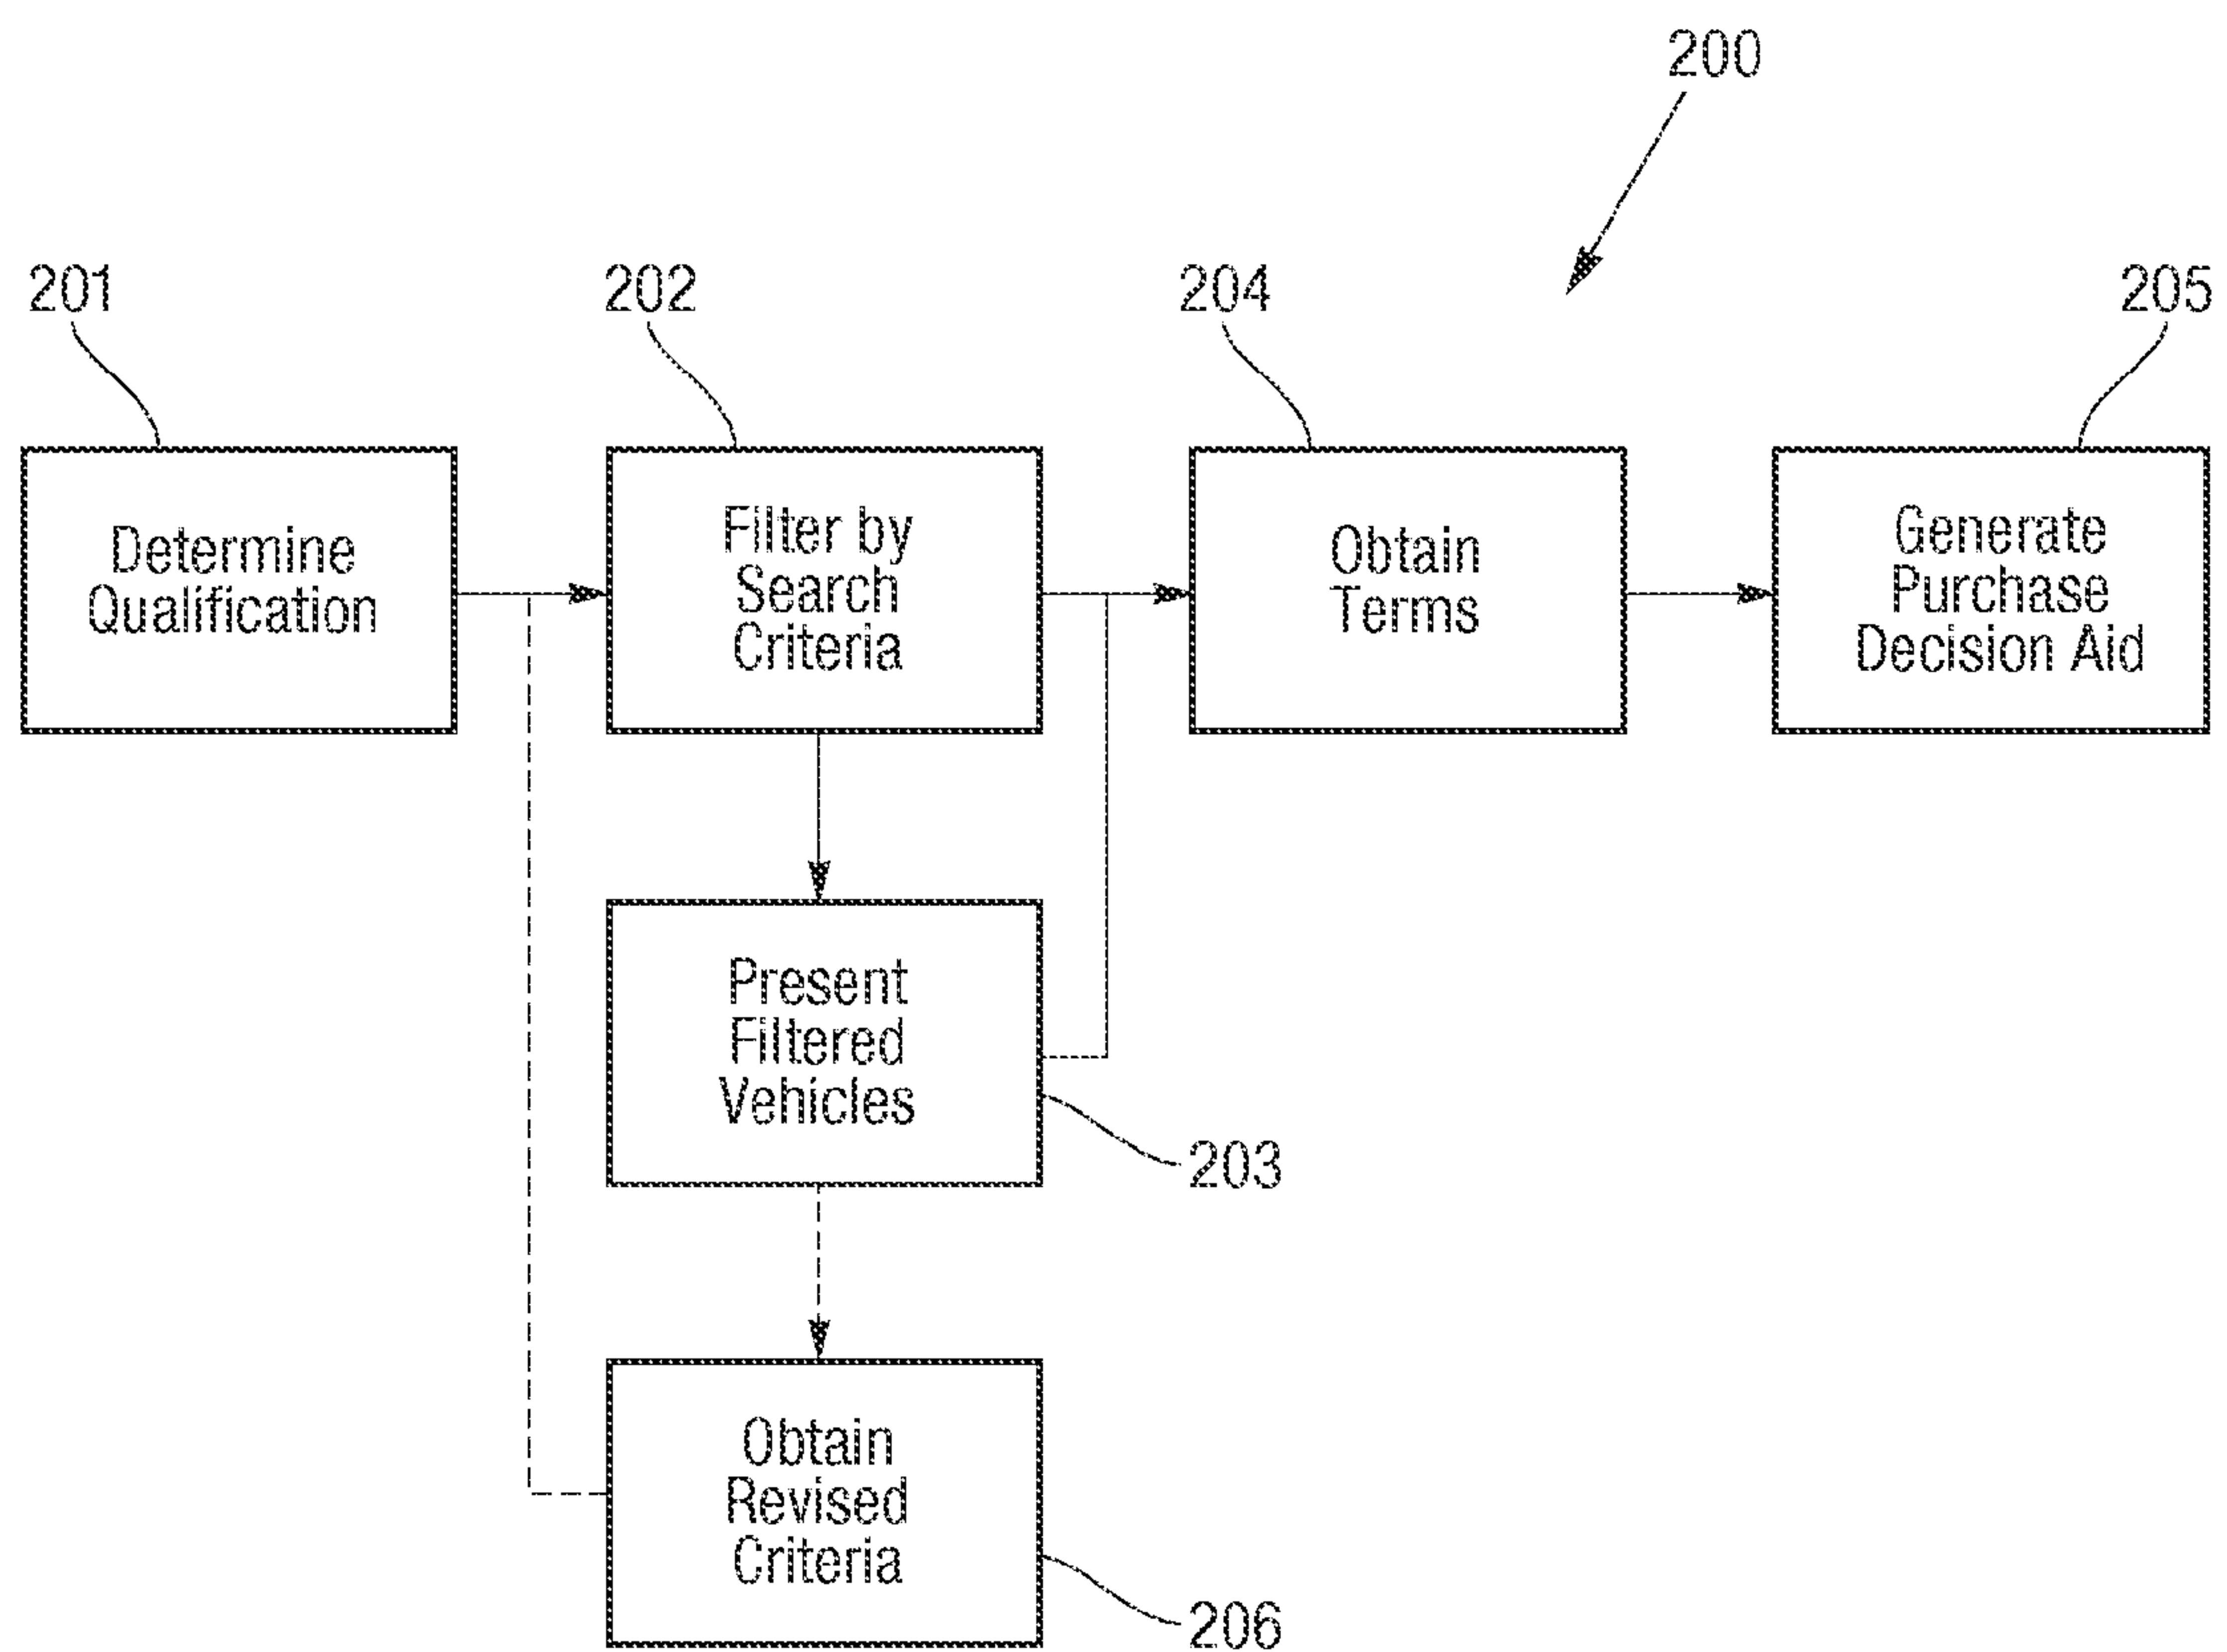 200
201
202
204
205
Determine
Qualification
Filter by
Search
Criteria
Obtain
Terms
Generate
Purchase
Decision Aid
Present
Filtered
Vehicles
203
Obtain
Revised
Criteria
206